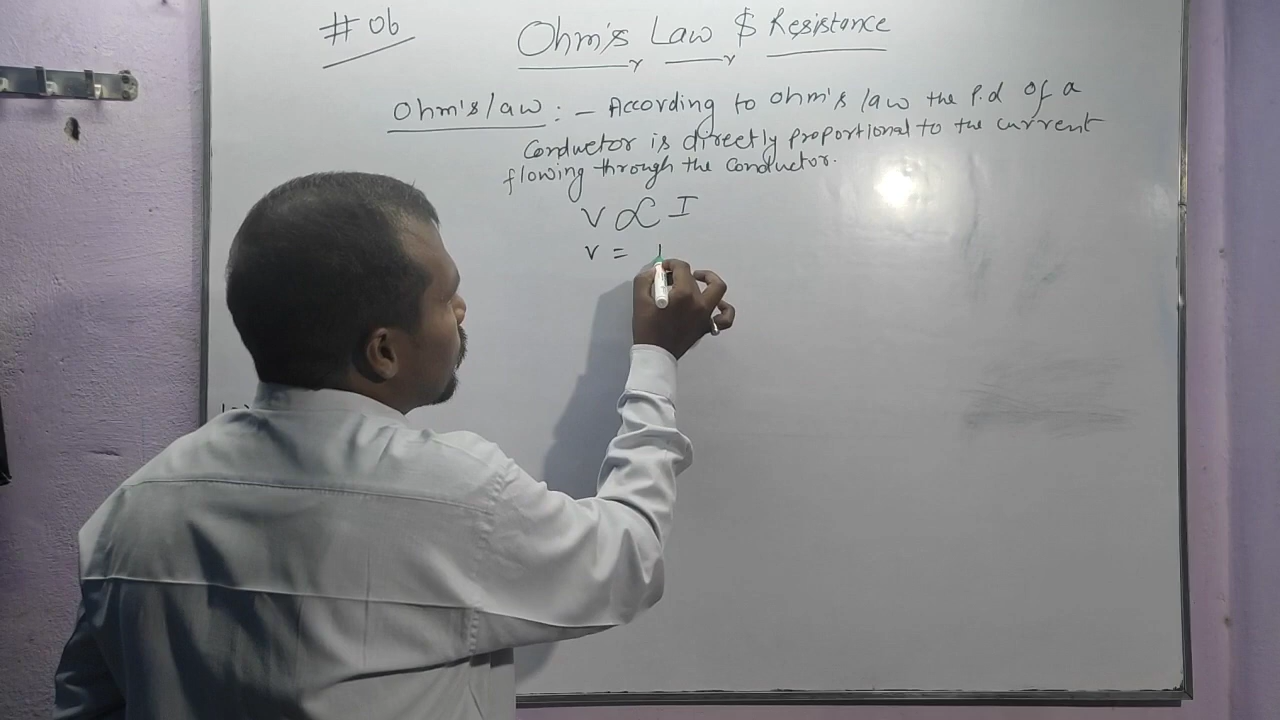 # 06
Ohm's Law $ Resistance
Ohm's law : - According to ohm's law the P.d of a
conductor is directly proportional to the current
flowing through the conductor.
V ∝ I
V =